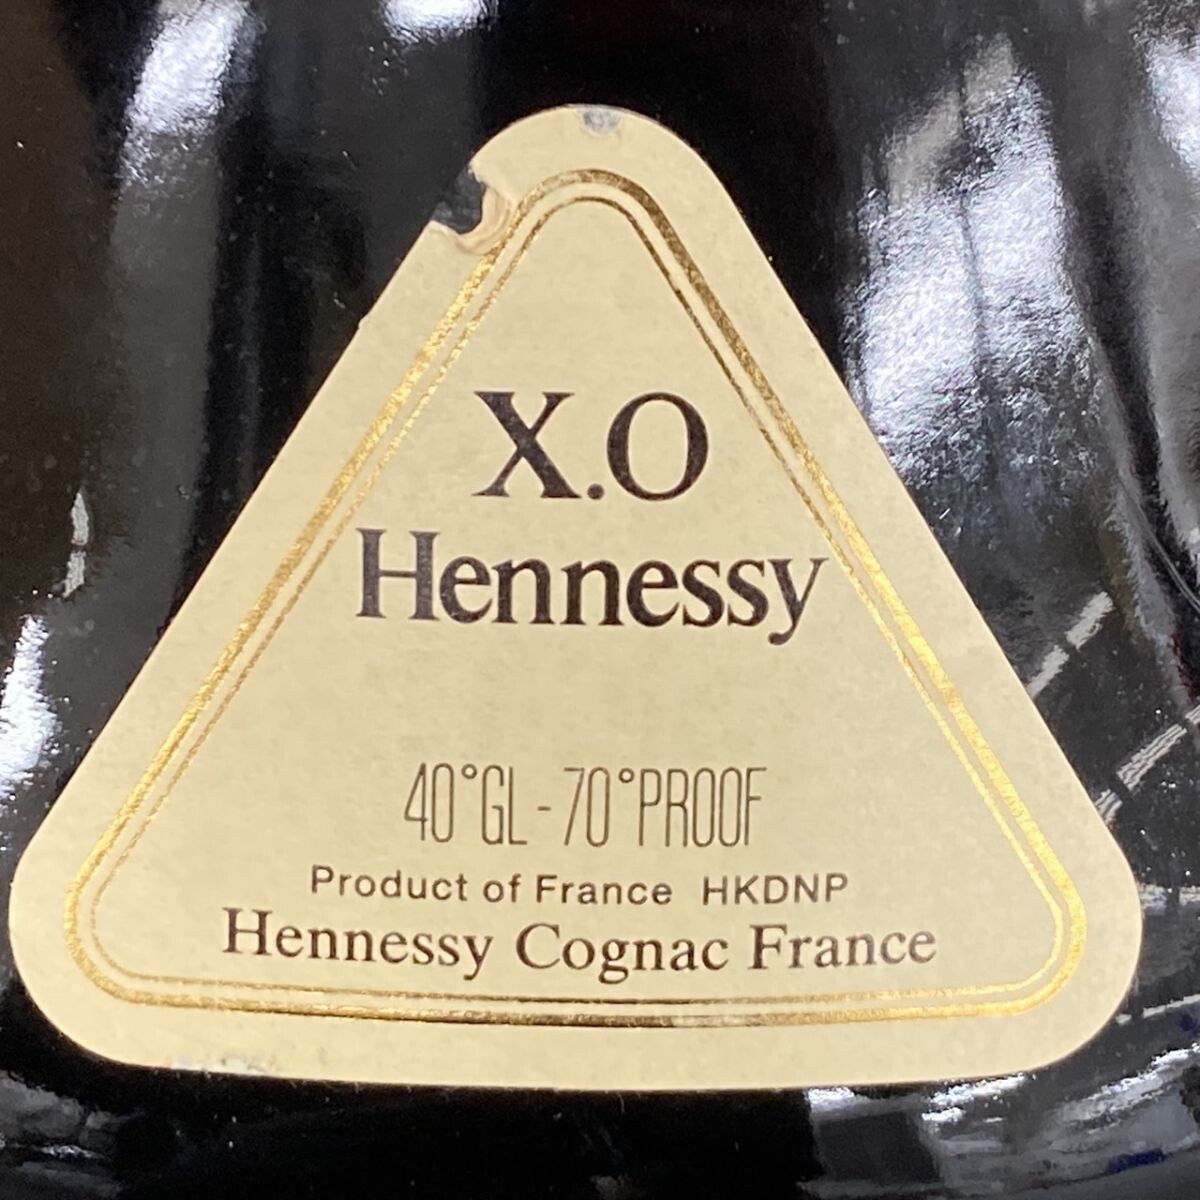 X.O
Hennessy
40°GL-70°PROOF
Product of France HKDNP
Hennessy Cognac France